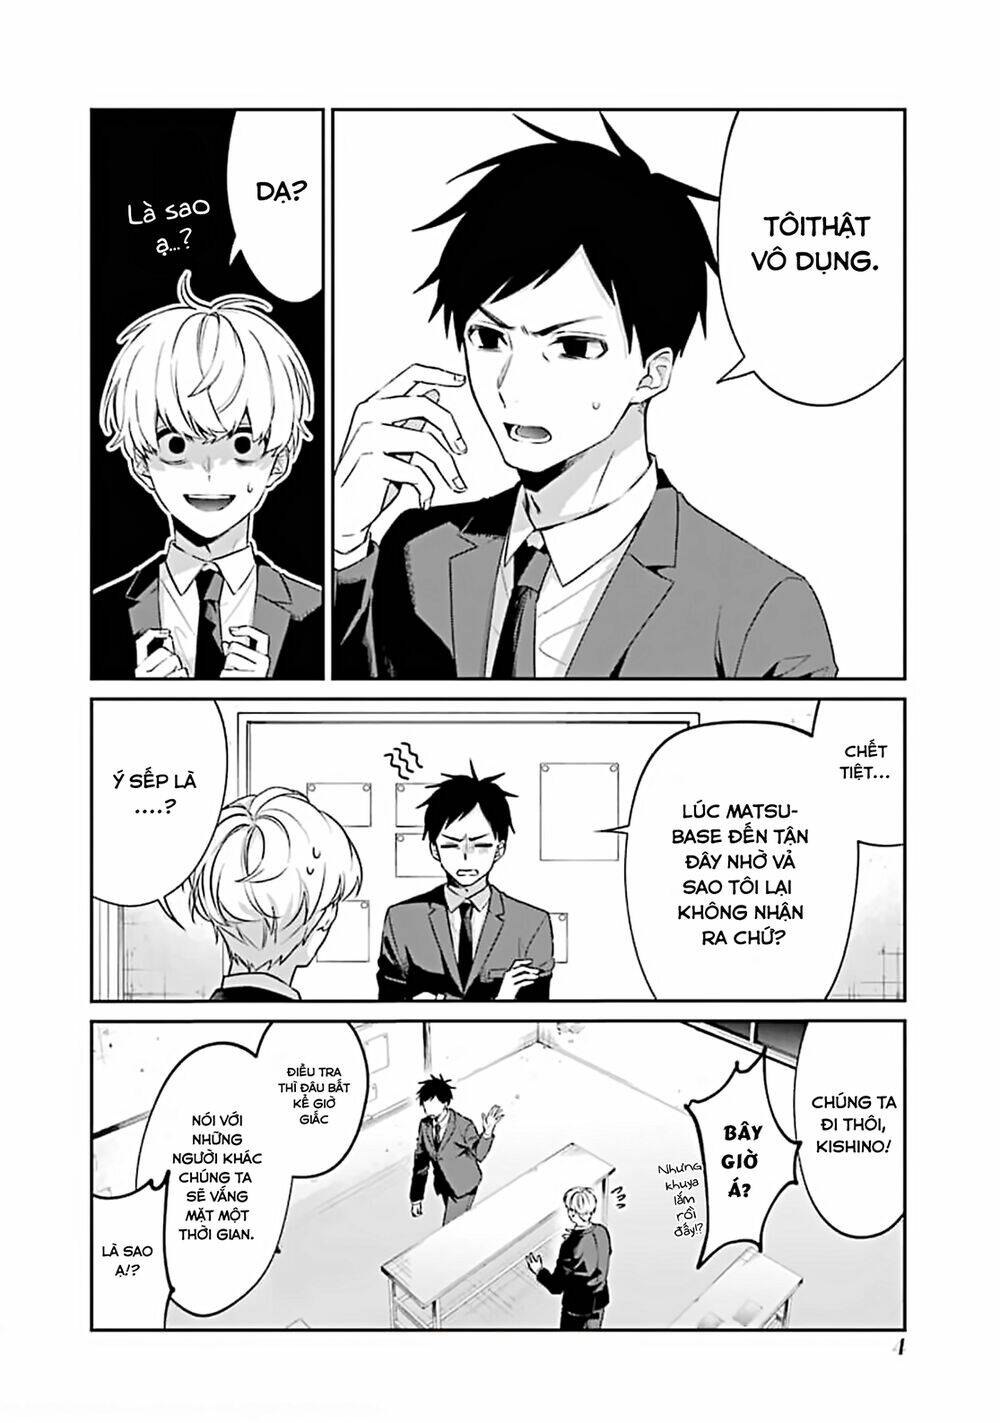 TÔITHẬT
VÔ DỤNG.
DẠ?
Là sao
ạ...?
CHẾT
TIỆT...
LÚC MATSU-
BASE ĐẾN TẬN
ĐÂY NHỜ VẢ
SAO TÔI LẠI
KHÔNG NHẬN
RA CHỨ?
Ý SẾP LÀ
....?
CHÚNG TA
ĐI THÔI,
KISHINO!
BÂY
GIỜ
Á?
Nhưng
khuya
lắm
rồi
đấy!?
ĐIỀU TRA
THÌ ĐÂU BẤT
KỂ GIỜ
GIẤC
NÓI VỚI
NHỮNG
NGƯỜI KHÁC
CHÚNG TA
SẼ VẮNG
MẶT MỘT
THỜI GIAN.
LÀ SAO
Ạ!?
4